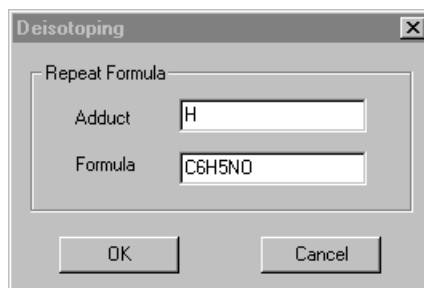 Deisotoping
Repeat Formula
Adduct H
Formula C6H5NO
OK Cancel